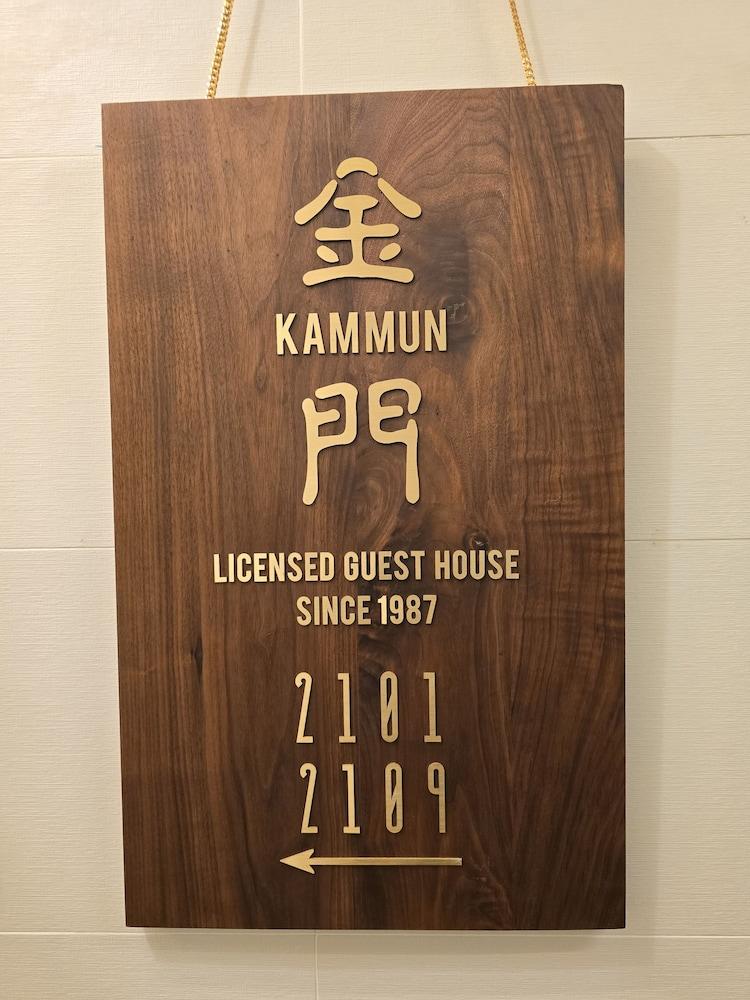 金
KAMMUN
門
LICENSED GUEST HOUSE
SINCE 1987
2101
2109